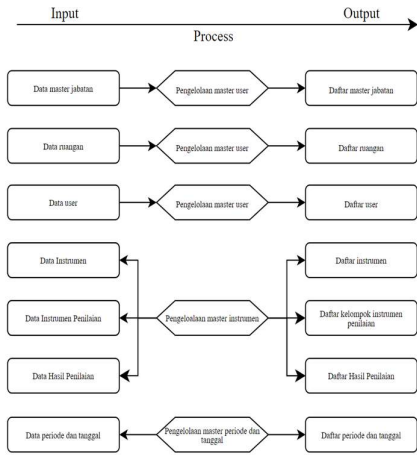 Input
Output
Process
Data master jabatan
Pengelolaan master user
Daftar master jabatan
Data ruangan
Pengelolaan master user
Daftar ruangan
Data user
Pengelolaan master user
Daftar user
Data Instrumen
Daftar instrumen
Data Instrumen Penilaian
Pengeloalaan master instrumen
Daftar kelompok instrumen
penilaian
Data Hasil Penilaian
Daftar Hasil Penilaian
Data periode dan tanggal
Pengelolaan master periode dan
tanggal
Daftar periode dan tanggal